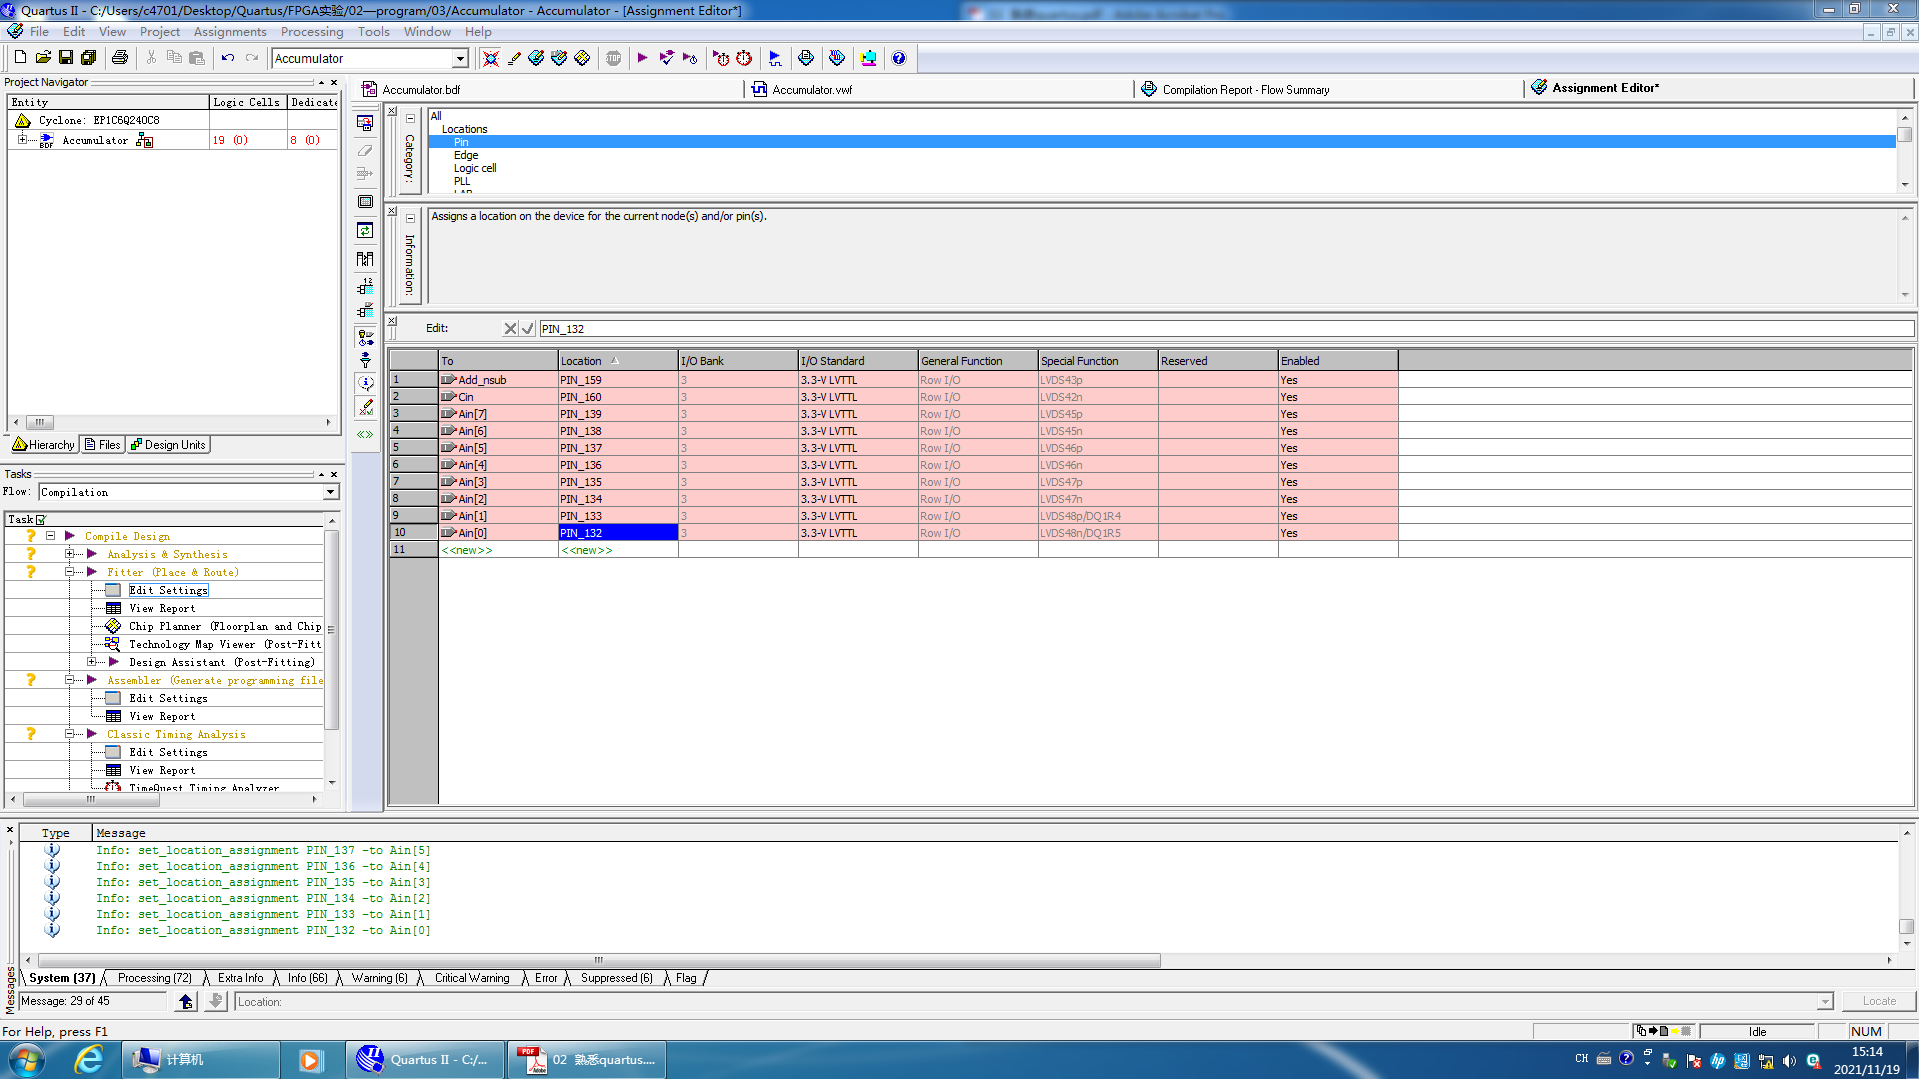 Quartus II - C:/Users/c4701/Desktop/Quartus/FPGA实验/02—program/03/Accumulator - Accumulator - [Assignment Editor*]
File Edit View Project Assignments Processing Tools Window Help
Accumulator
Project Navigator
Entity Logic Cells Dedicate
Cyclone: EP1C6Q240C8
Accumulator 19 (0) 8 (0)
Hierarchy Files Design Units
Tasks
Flow: Compilation
Task
Compile Design
Analysis & Synthesis
Fitter (Place & Route)
Edit Settings
View Report
Chip Planner (Floorplan and Chip
Technology Map Viewer (Post-Fitt
Design Assistant (Post-Fitting)
Assembler (Generate programming file
Edit Settings
View Report
Classic Timing Analysis
Edit Settings
View Report
TimeQuest Timing Analyzer
Accumulator.bdf Accumulator.vwf Compilation Report - Flow Summary Assignment Editor*
Category:
All
Locations
Pin
Edge
Logic cell
PLL
LAB
Information:
Assigns a location on the device for the current node(s) and/or pin(s).
Edit: PIN_132
To Location I/O Bank I/O Standard General Function Special Function Reserved Enabled
1 Add_nsub PIN_159 3 3.3-V LVTTL Row I/O LVDS43p Yes
2 Cin PIN_160 3 3.3-V LVTTL Row I/O LVDS42n Yes
3 Ain[7] PIN_139 3 3.3-V LVTTL Row I/O LVDS45p Yes
4 Ain[6] PIN_138 3 3.3-V LVTTL Row I/O LVDS45n Yes
5 Ain[5] PIN_137 3 3.3-V LVTTL Row I/O LVDS46p Yes
6 Ain[4] PIN_136 3 3.3-V LVTTL Row I/O LVDS46n Yes
7 Ain[3] PIN_135 3 3.3-V LVTTL Row I/O LVDS47p Yes
8 Ain[2] PIN_134 3 3.3-V LVTTL Row I/O LVDS47n Yes
9 Ain[1] PIN_133 3 3.3-V LVTTL Row I/O LVDS48p/DQ1R4 Yes
10 Ain[0] PIN_132 3 3.3-V LVTTL Row I/O LVDS48n/DQ1R5 Yes
11 <<new>> <<new>>
Type Message
Info: set_location_assignment PIN_137 -to Ain[5]
Info: set_location_assignment PIN_136 -to Ain[4]
Info: set_location_assignment PIN_135 -to Ain[3]
Info: set_location_assignment PIN_134 -to Ain[2]
Info: set_location_assignment PIN_133 -to Ain[1]
Info: set_location_assignment PIN_132 -to Ain[0]
System (37) Processing (72) Extra Info Info (66) Warning (6) Critical Warning Error Suppressed (6) Flag
Messages
Message: 29 of 45 Location: Locate
For Help, press F1 Idle NUM
计算机 Quartus II - C:/... 02 熟悉quartus.... CH 15:14
2021/11/19